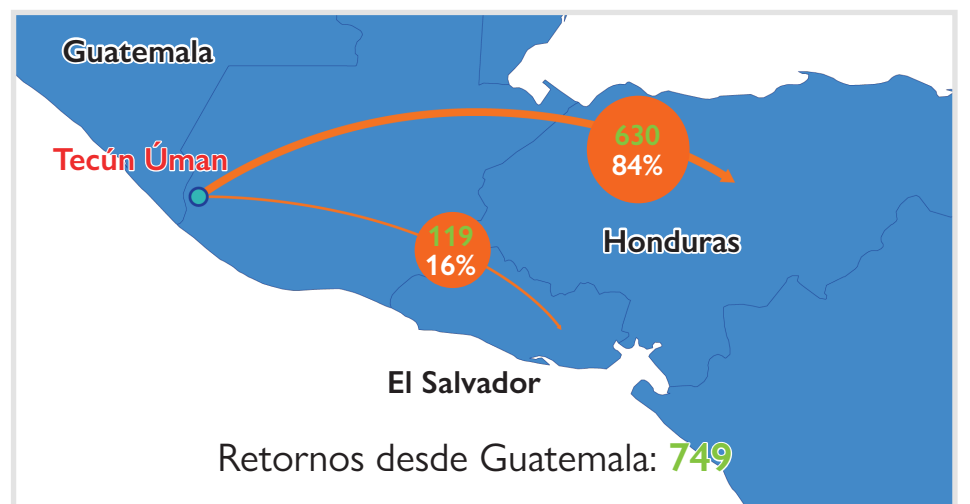 Guatemala
Tecún Úman
630
84%
119
16%
Honduras
El Salvador
Retornos desde Guatemala: 749